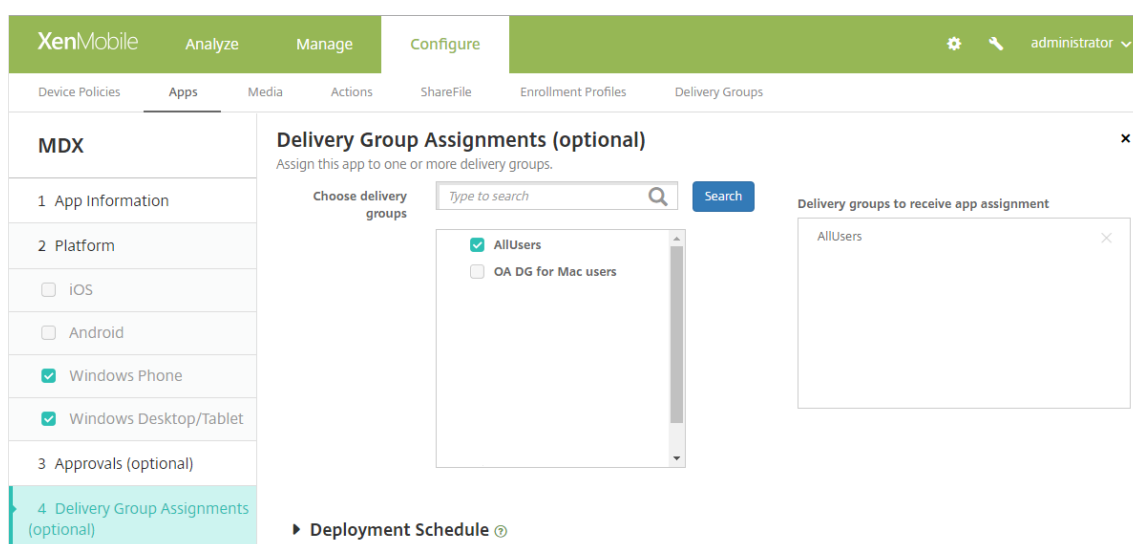 XenMobile Analyze Manage Configure administrator
Device Policies Apps Media Actions ShareFile Enrollment Profiles Delivery Groups
MDX
1 App Information
2 Platform
iOS
Android
Windows Phone
Windows Desktop/Tablet
3 Approvals (optional)
4 Delivery Group Assignments
(optional)
Delivery Group Assignments (optional)
Assign this app to one or more delivery groups.
Choose delivery
groups
Type to search
Search
AllUsers
OA DG for Mac users
Delivery groups to receive app assignment
AllUsers
Deployment Schedule ?